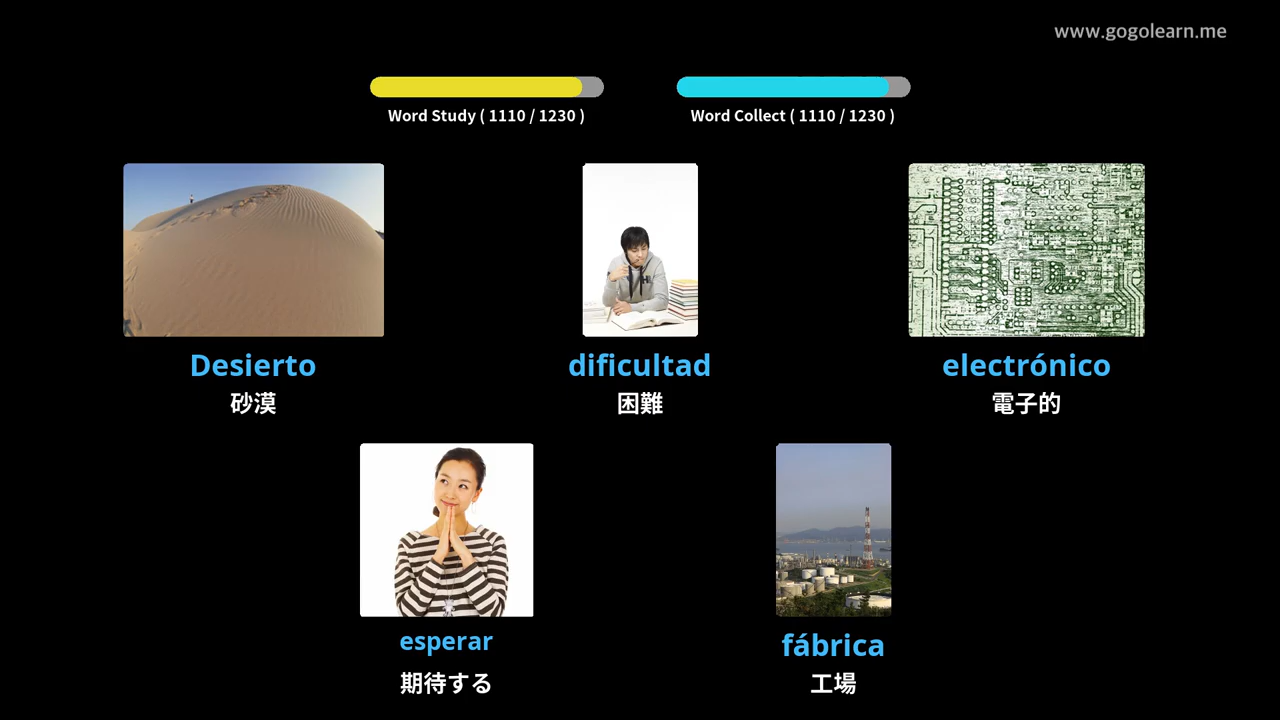 www.gogolearn.me
Word Study ( 1110 / 1230 )
Word Collect ( 1110 / 1230 )
Desierto
砂漠
dificultad
困難
electrónico
電子的
esperar
期待する
fábrica
工場